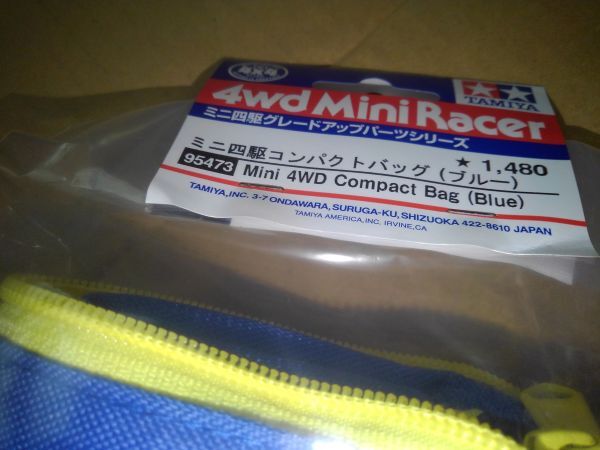 4wd Mini Racer
TAMIYA
ミニ四駆グレードアップパーツシリーズ
ミニ四駆コンパクトバッグ (ブルー)
★ 1,480
95473 Mini 4WD Compact Bag (Blue)
TAMIYA, INC. 3-7 ONDAWARA, SURUGA-KU, SHIZUOKA 422-8610 JAPAN
TAMIYA AMERICA, INC. IRVINE, CA